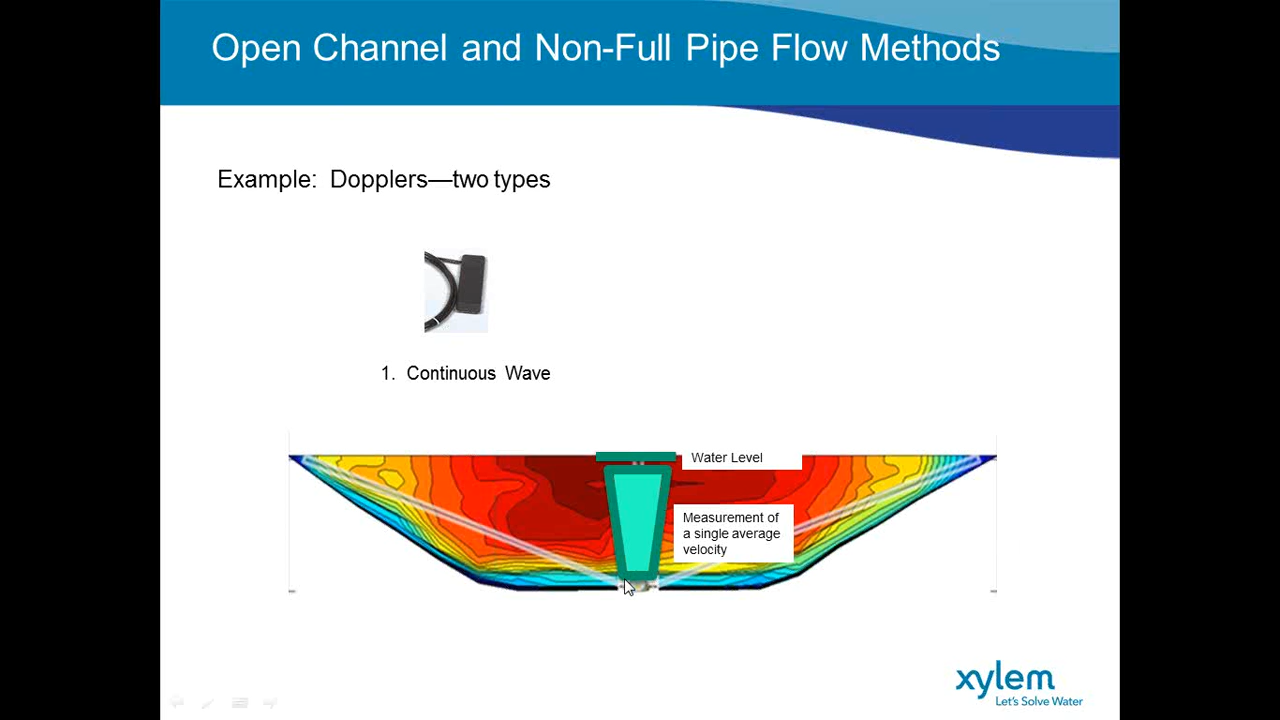 Open Channel and Non-Full Pipe Flow Methods
Example: Dopplers—two types
1. Continuous Wave
Water Level
Measurement of
a single average
velocity
xylem
Let's Solve Water